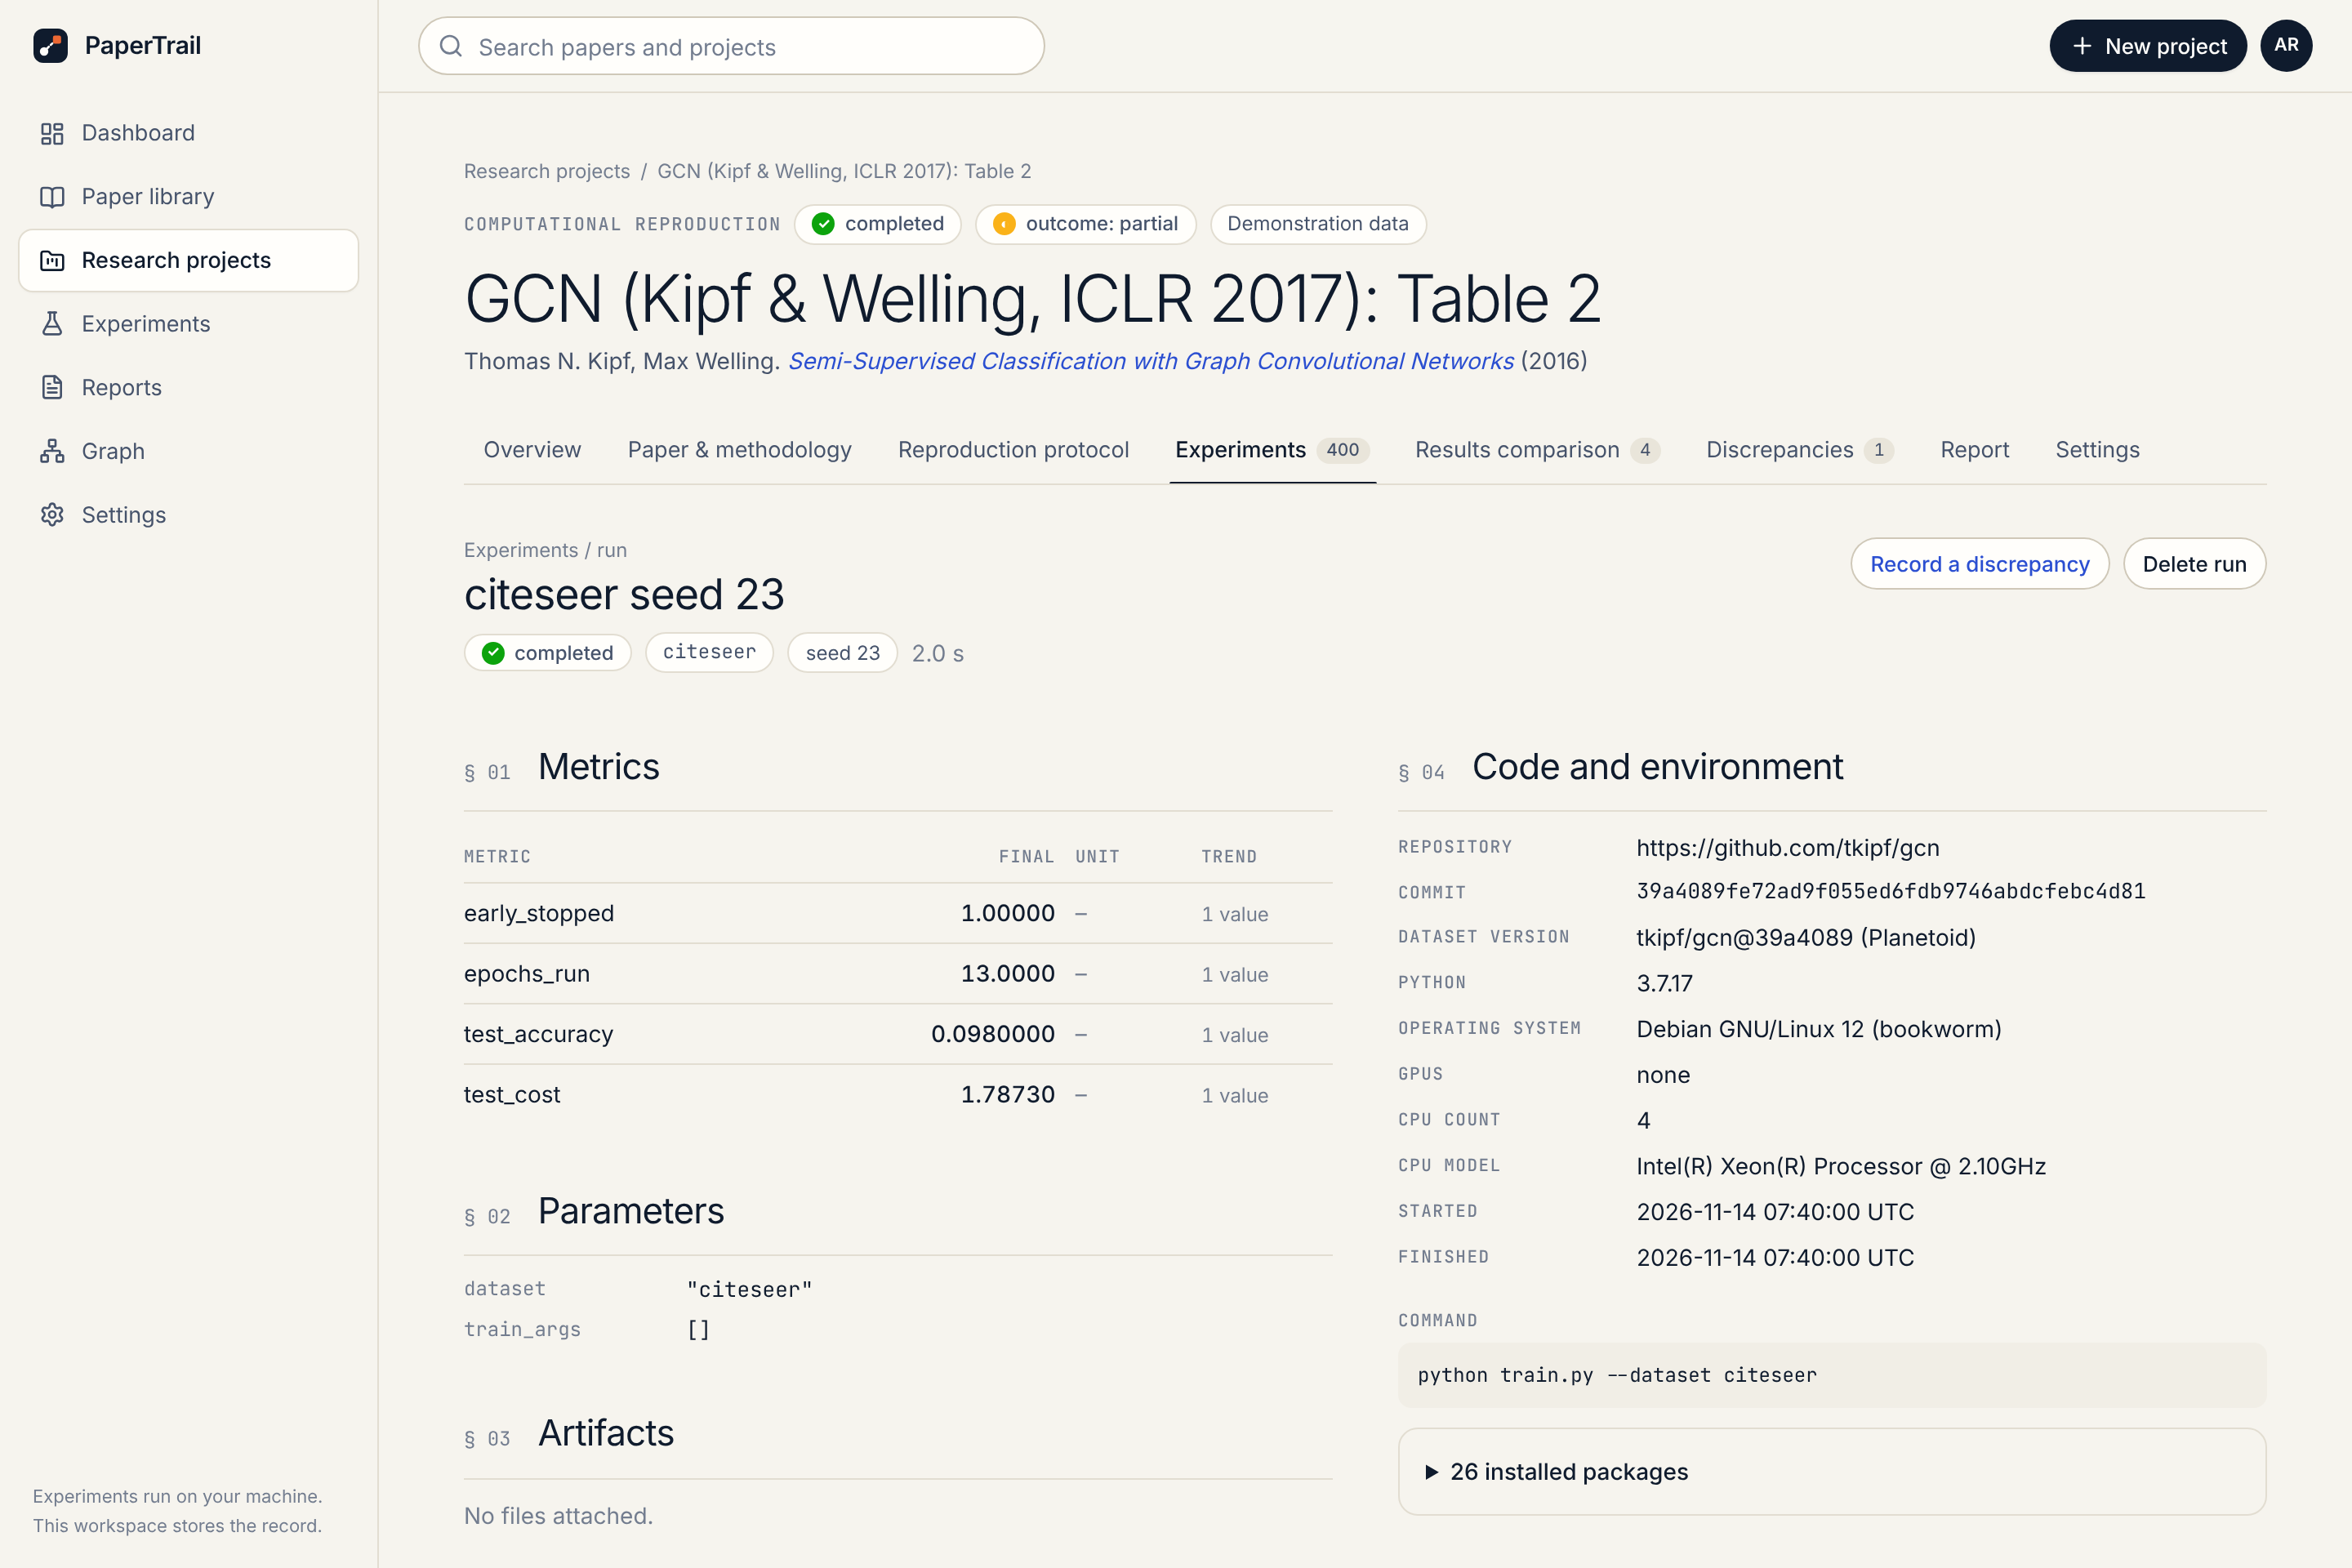 PaperTrail
Search papers and projects
New project
AR
Dashboard
Paper library
Research projects
Experiments
Reports
Graph
Settings
Experiments run on your machine.
This workspace stores the record.
Research projects / GCN (Kipf & Welling, ICLR 2017): Table 2
COMPUTATIONAL REPRODUCTION completed outcome: partial Demonstration data
GCN (Kipf & Welling, ICLR 2017): Table 2
Thomas N. Kipf, Max Welling. Semi-Supervised Classification with Graph Convolutional Networks (2016)
Overview Paper & methodology Reproduction protocol Experiments 400 Results comparison 4 Discrepancies 1 Report Settings
Experiments / run
citeseer seed 23
completed citeseer seed 23 2.0 s
Record a discrepancy Delete run
§ 01 Metrics
METRIC FINAL UNIT TREND
early_stopped 1.00000 – 1 value
epochs_run 13.0000 – 1 value
test_accuracy 0.0980000 – 1 value
test_cost 1.78730 – 1 value
§ 02 Parameters
dataset "citeseer"
train_args []
§ 03 Artifacts
No files attached.
§ 04 Code and environment
REPOSITORY https://github.com/tkipf/gcn
COMMIT 39a4089fe72ad9f055ed6fdb9746abdcfebc4d81
DATASET VERSION tkipf/gcn@39a4089 (Planetoid)
PYTHON 3.7.17
OPERATING SYSTEM Debian GNU/Linux 12 (bookworm)
GPUS none
CPU COUNT 4
CPU MODEL Intel(R) Xeon(R) Processor @ 2.10GHz
STARTED 2026-11-14 07:40:00 UTC
FINISHED 2026-11-14 07:40:00 UTC
COMMAND
python train.py --dataset citeseer
26 installed packages